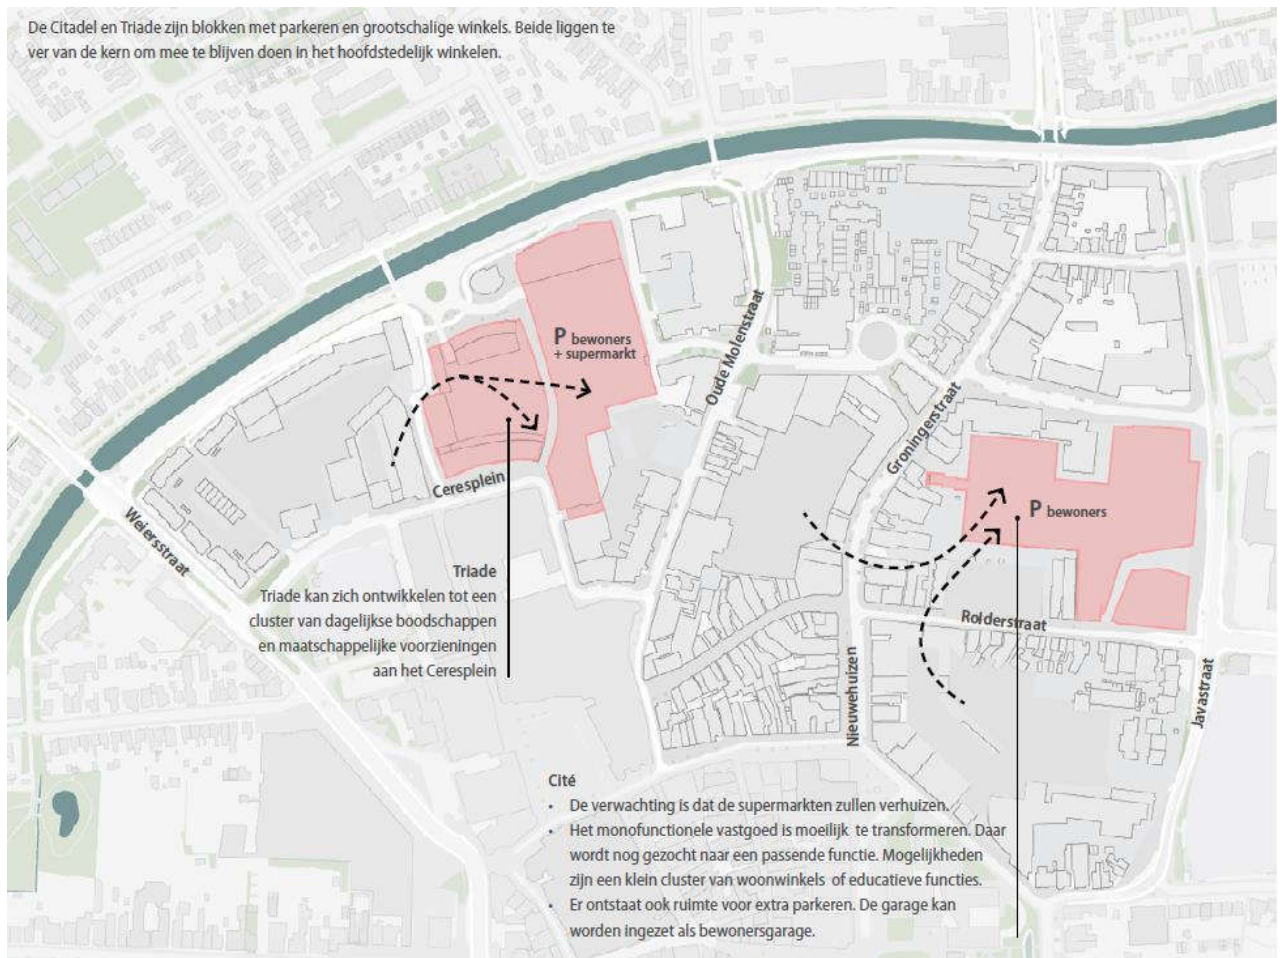 De Citadel en Triade zijn blokken met parkeren en grootschalige winkels. Beide liggen te
ver van de kern om mee te blijven doen in het hoofdstedelijk winkelen.
P bewoners
+ supermarkt
Oude Molenstraat
Groningerstraat
Ceresplein
P bewoners
Weiersstraat
Triade
Triade kan zich ontwikkelen tot een
cluster van dagelijkse boodschappen
en maatschappelijke voorzieningen
aan het Ceresplein
Rolderstraat
Nieuwehuizen
Javastraat
Cité
• De verwachting is dat de supermarkten zullen verhuizen.
• Het monofunctionele vastgoed is moeilijk te transformeren. Daar
wordt nog gezocht naar een passende functie. Mogelijkheden
zijn een klein cluster van woonwinkels of educatieve functies.
• Er ontstaat ook ruimte voor extra parkeren. De garage kan
worden ingezet als bewonersgarage.